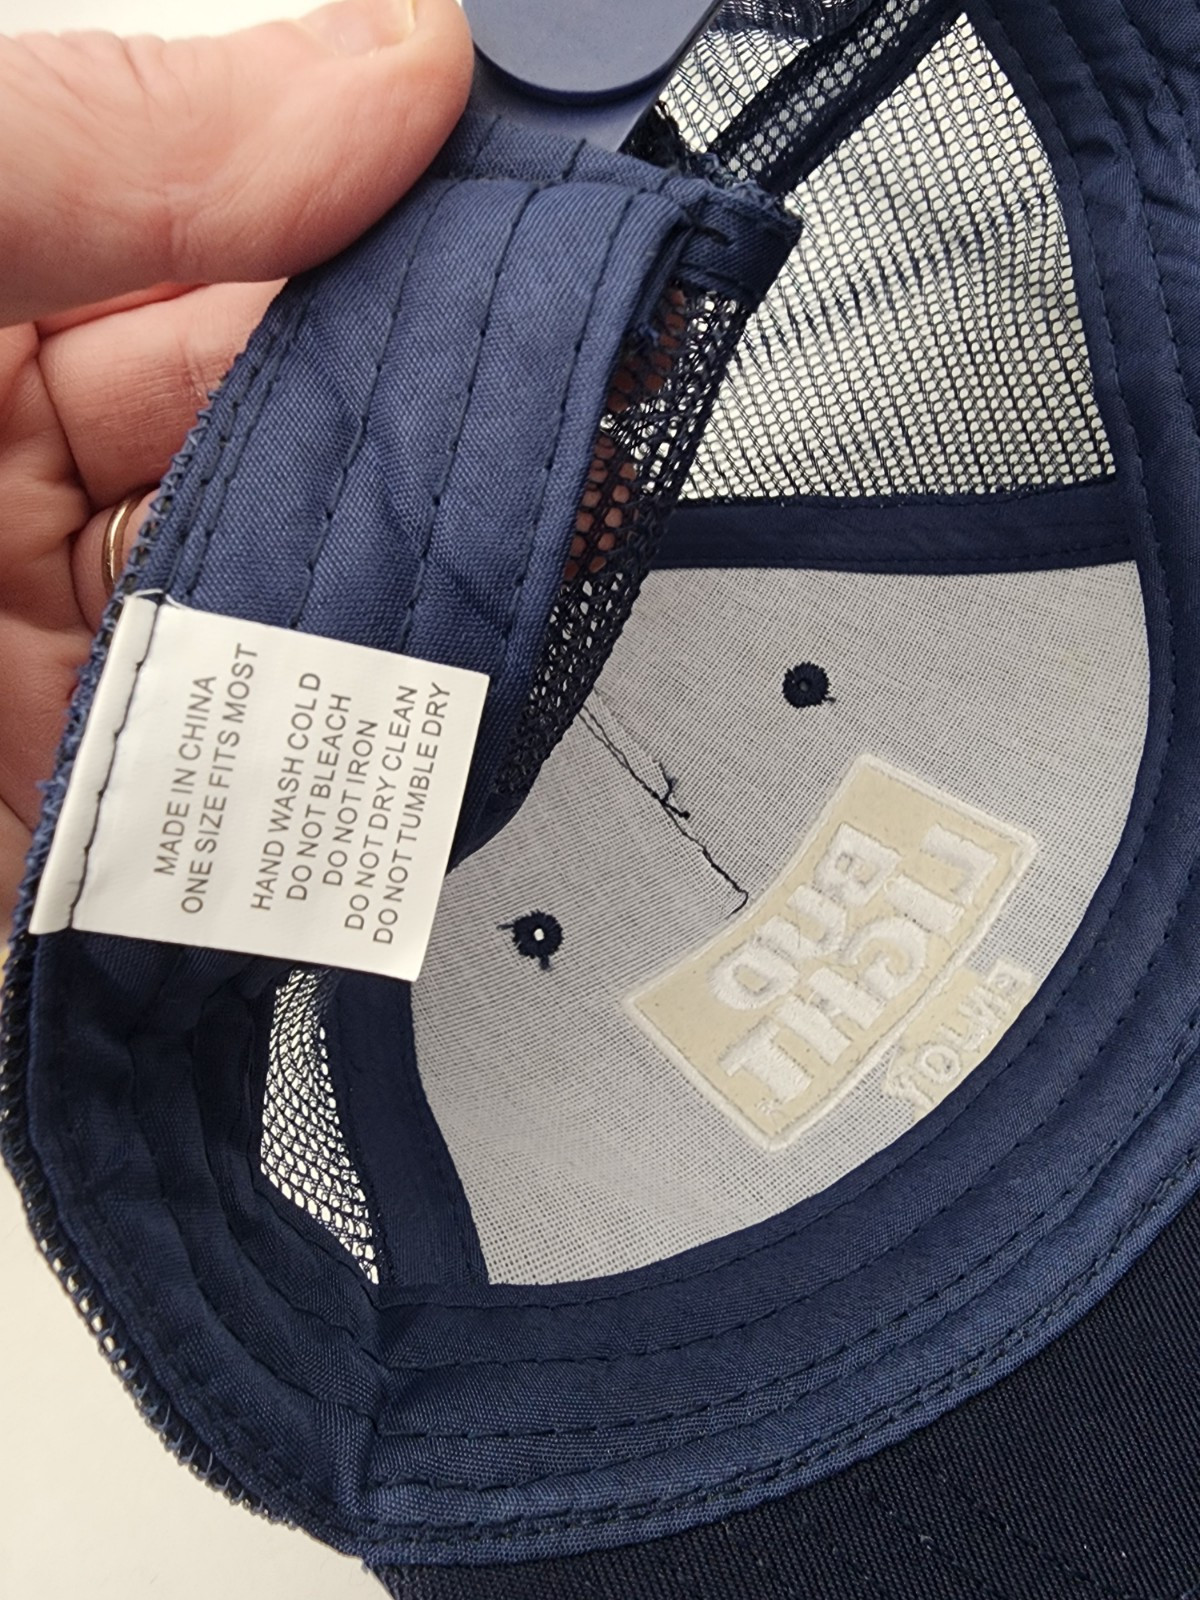 MADE IN CHINA
ONE SIZE FITS MOST
HAND WASH COLD
DO NOT BLEACH
DO NOT IRON
DO NOT DRY CLEAN
DO NOT TUMBLE DRY
BIRD
LIGHT